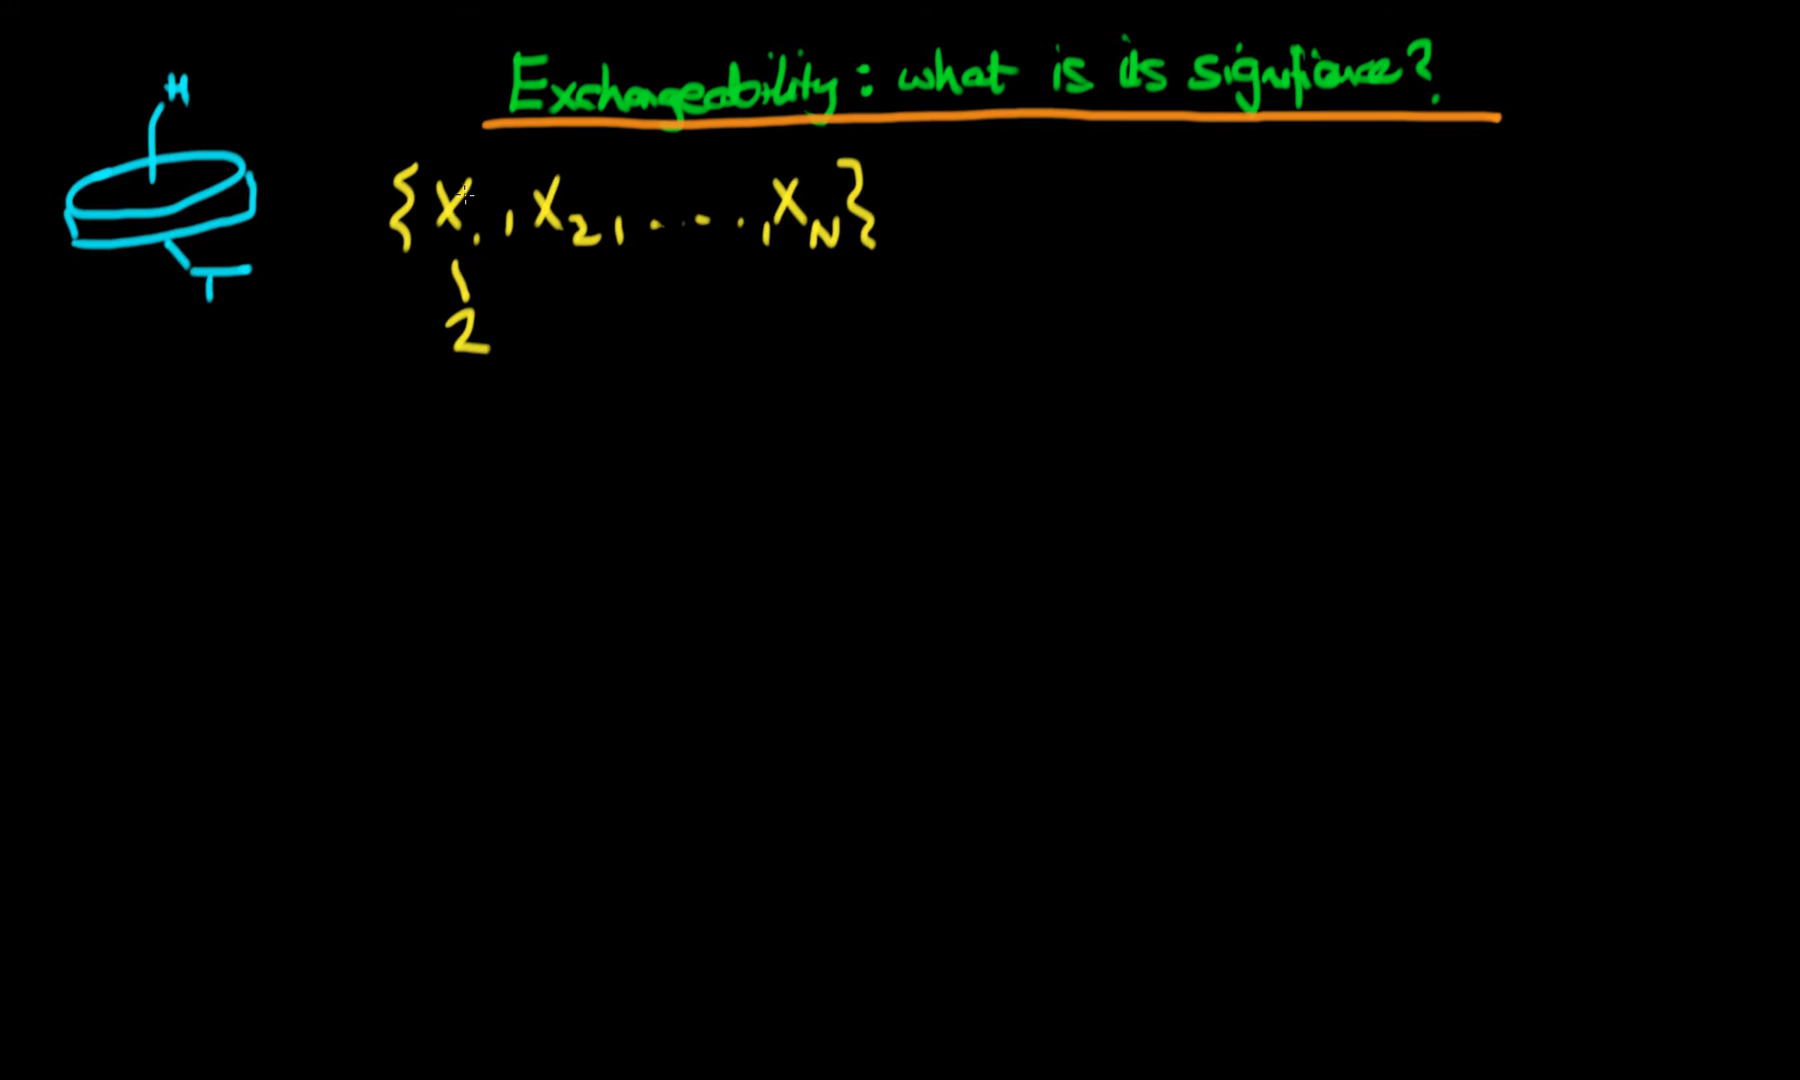 Exchangeability: what is its significance?
H
{X1, X2, ...., XN}
T
2